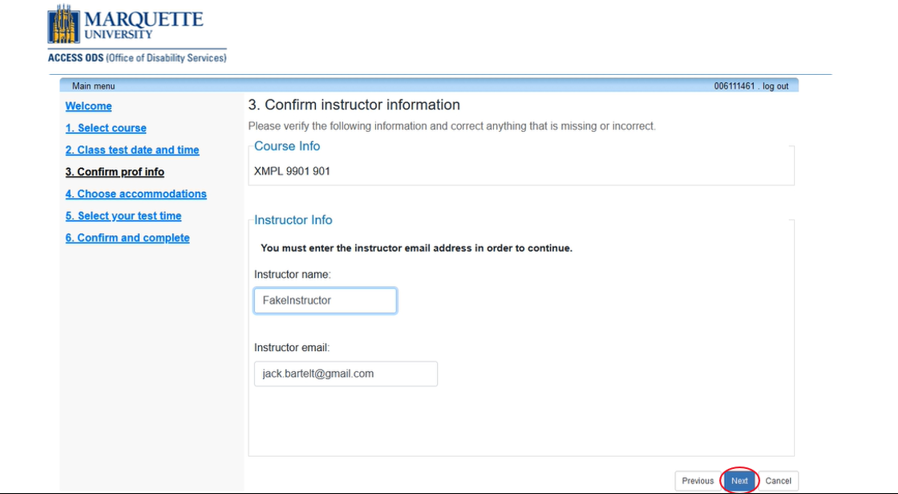 MARQUETTE
UNIVERSITY
ACCESS ODS (Office of Disability Services)
Main menu
006111461 . log out
Welcome
1. Select course
2. Class test date and time
3. Confirm prof info
4. Choose accommodations
5. Select your test time
6. Confirm and complete
3. Confirm instructor information
Please verify the following information and correct anything that is missing or incorrect.
Course Info
XMPL 9901 901
Instructor Info
You must enter the instructor email address in order to continue.
Instructor name:
FakeInstructor
Instructor email:
jack.bartelt@gmail.com
Previous
Next
Cancel